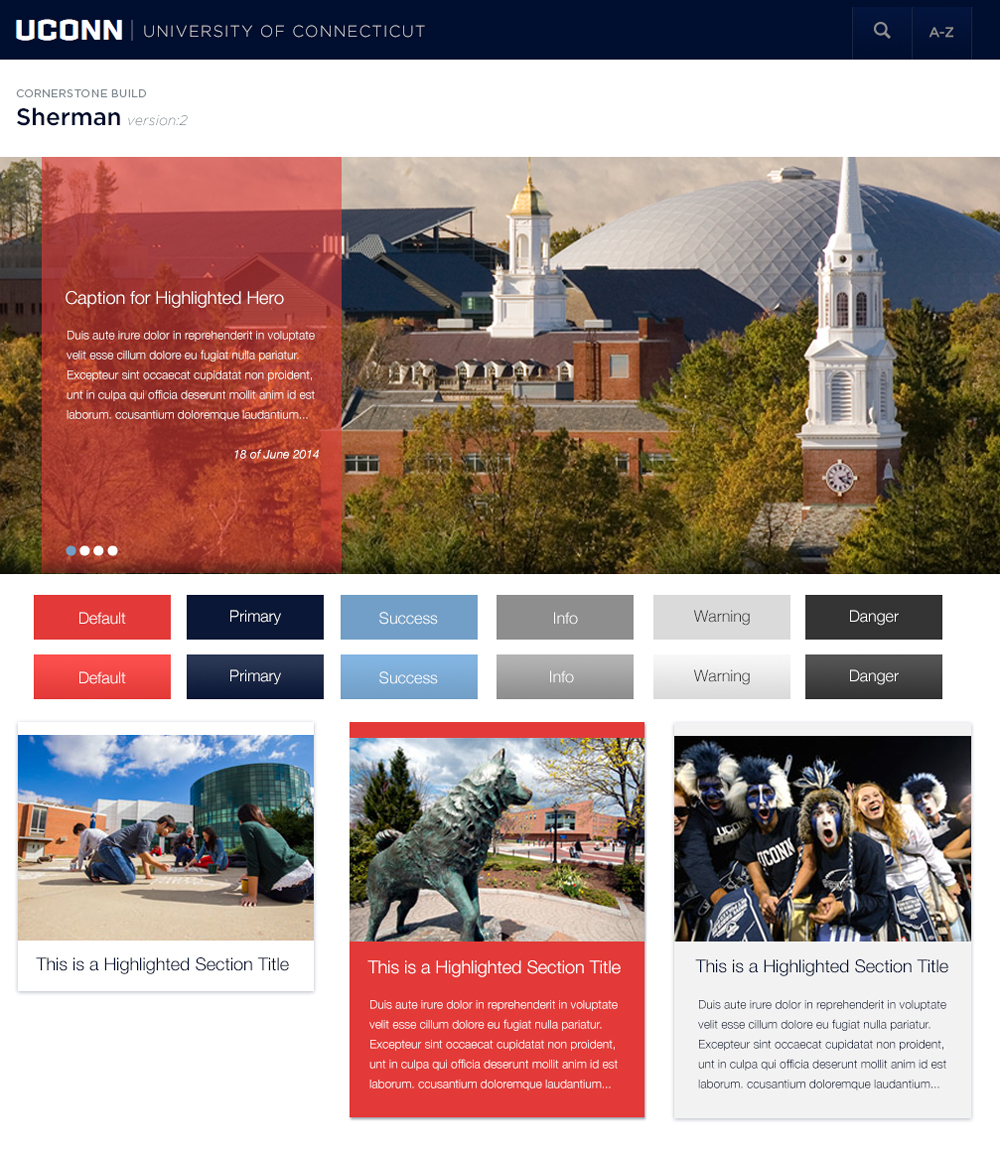 UCONN | UNIVERSITY OF CONNECTICUT
A-Z
CORNERSTONE BUILD
Sherman version:2
Caption for Highlighted Hero
Duis aute irure dolor in reprehenderit in voluptate
velit esse cillum dolore eu fugiat nulla pariatur.
Excepteur sint occaecat cupidatat non proident,
unt in culpa qui officia deserunt mollit anim id est
laborum. ccusantium doloremque laudantium...
18 of June 2014
Default
Primary
Success
Info
Warning
Danger
Default
Primary
Success
Info
Warning
Danger
This is a Highlighted Section Title
This is a Highlighted Section Title
Duis aute irure dolor in reprehenderit in voluptate
velit esse cillum dolore eu fugiat nulla pariatur.
Excepteur sint occaecat cupidatat non proident,
unt in culpa qui officia deserunt mollit anim id est
laborum. ccusantium doloremque laudantium...
UCONN
UCONN
This is a Highlighted Section Title
Duis aute irure dolor in reprehenderit in voluptate
velit esse cillum dolore eu fugiat nulla pariatur.
Excepteur sint occaecat cupidatat non proident,
unt in culpa qui officia deserunt mollit anim id est
laborum. ccusantium doloremque laudantium...